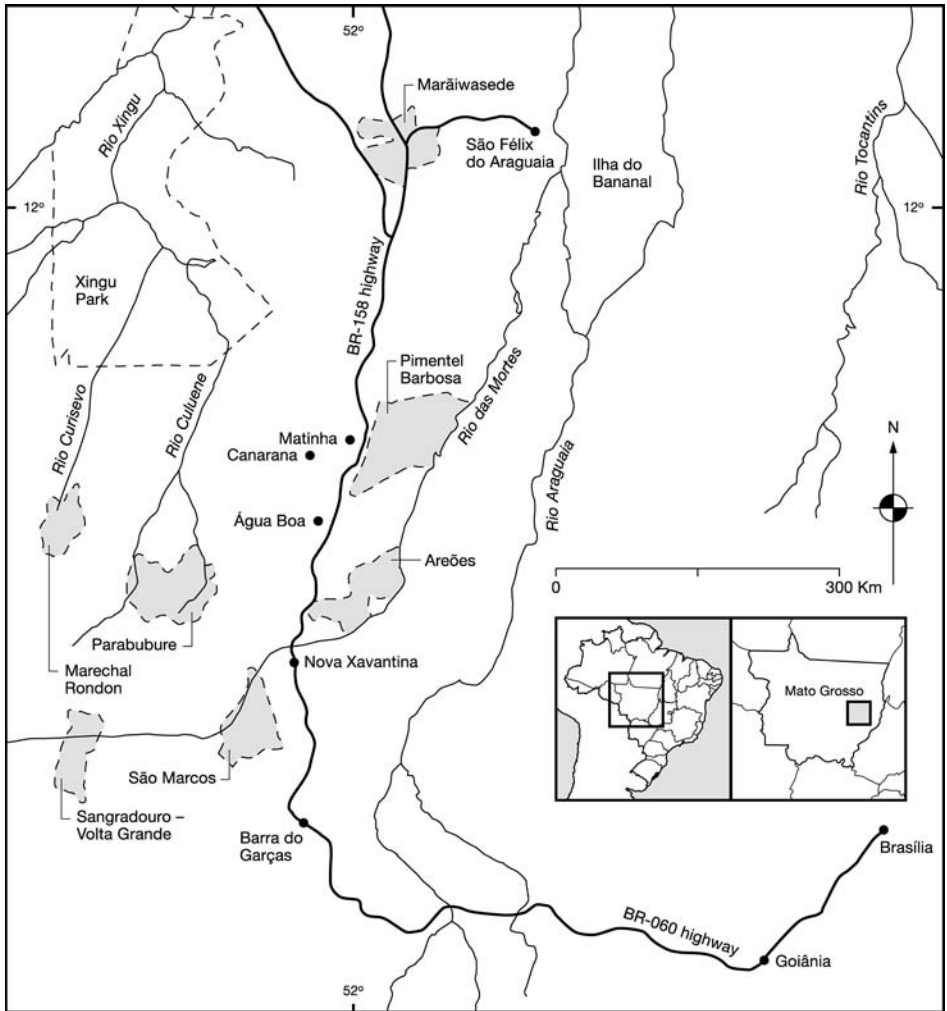 52º
Marãiwasede
São Félix
do Araguaia
Ilha do
Bananal
Rio Xingu
Rio Tocantins
12º
12º
Xingu
Park
BR-158 highway
Pimentel
Barbosa
Rio das Mortes
Rio Curisevo
Rio Culuene
Matinha
Canarana
N
Rio Araguaia
Água Boa
Areões
0
300 Km
Parabubure
Marechal
Rondon
Nova Xavantina
Mato Grosso
São Marcos
Sangradouro –
Volta Grande
Barra do
Garças
Brasília
BR-060 highway
Goiânia
52º